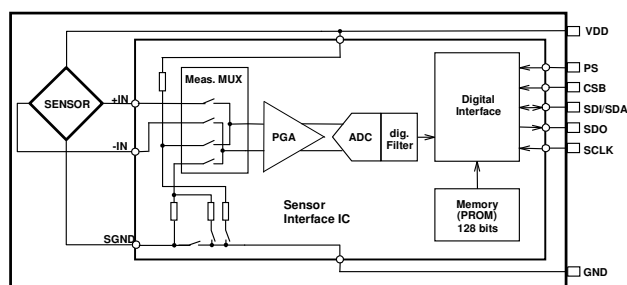 VDD
Meas. MUX
PS
SENSOR
+IN
CSB
Digital
Interface
SDI/SDA
PGA
ADC
dig.
Filter
SDO
-IN
SCLK
Sensor
Interface IC
Memory
(PROM)
128 bits
SGND
GND